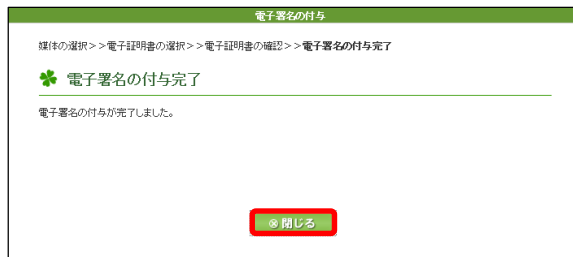 電子署名の付与
媒体の選択>>電子証明書の選択>>電子証明書の確認>>電子署名の付与完了
電子署名の付与完了
電子署名の付与が完了しました。
⊗閉じる